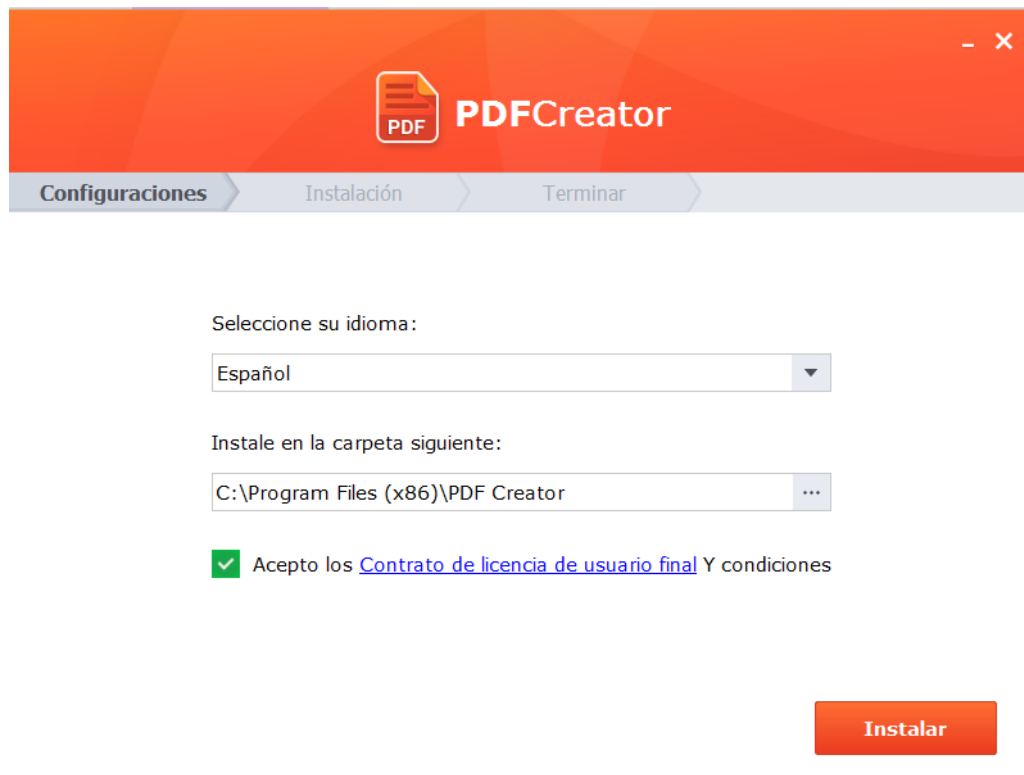 PDF
PDFCreator
Configuraciones
Instalación
Terminar
Seleccione su idioma:
Español
Instale en la carpeta siguiente:
C:\Program Files (x86)\PDF Creator
...
Acepto los Contrato de licencia de usuario final Y condiciones
Instalar